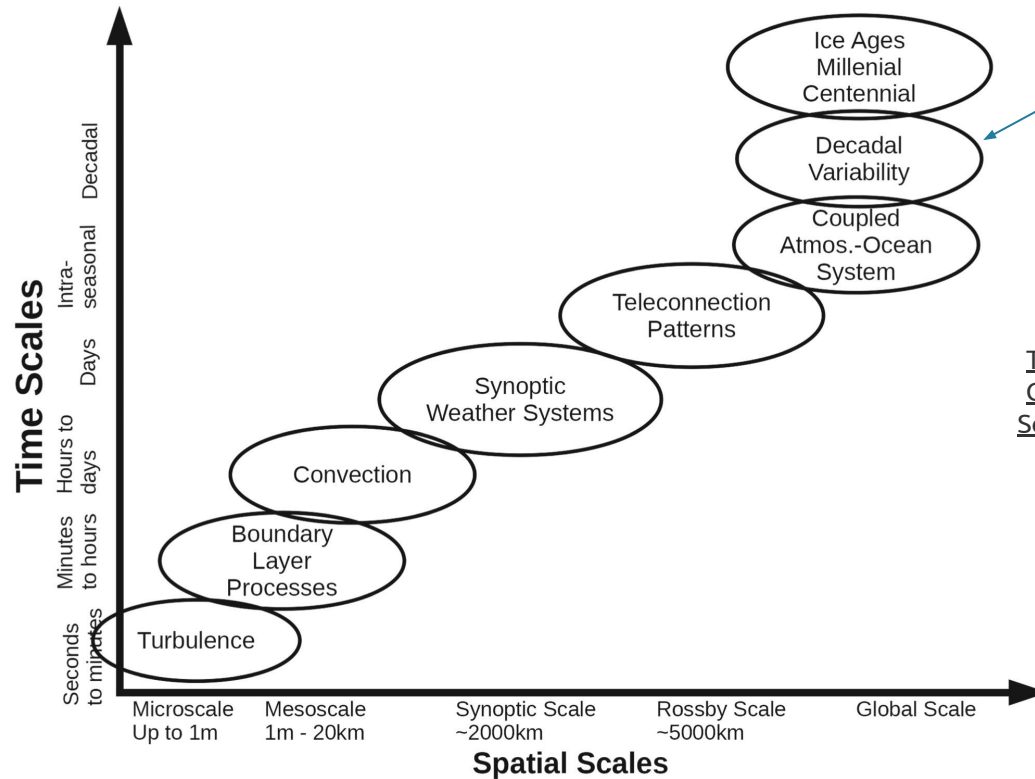 Ice Ages
Millenial
Centennial
Decadal
Variability
Coupled
Atmos.-Ocean
System
Teleconnection
Patterns
Synoptic
Weather Systems
Convection
Boundary
Layer
Processes
Turbulence
Time Scales
Decadal
Intra-
seasonal
Days
Hours to
days
Minutes
to hours
Seconds
to minutes
Microscale
Up to 1m
Mesoscale
1m - 20km
Synoptic Scale
~2000km
Rossby Scale
~5000km
Global Scale
Spatial Scales